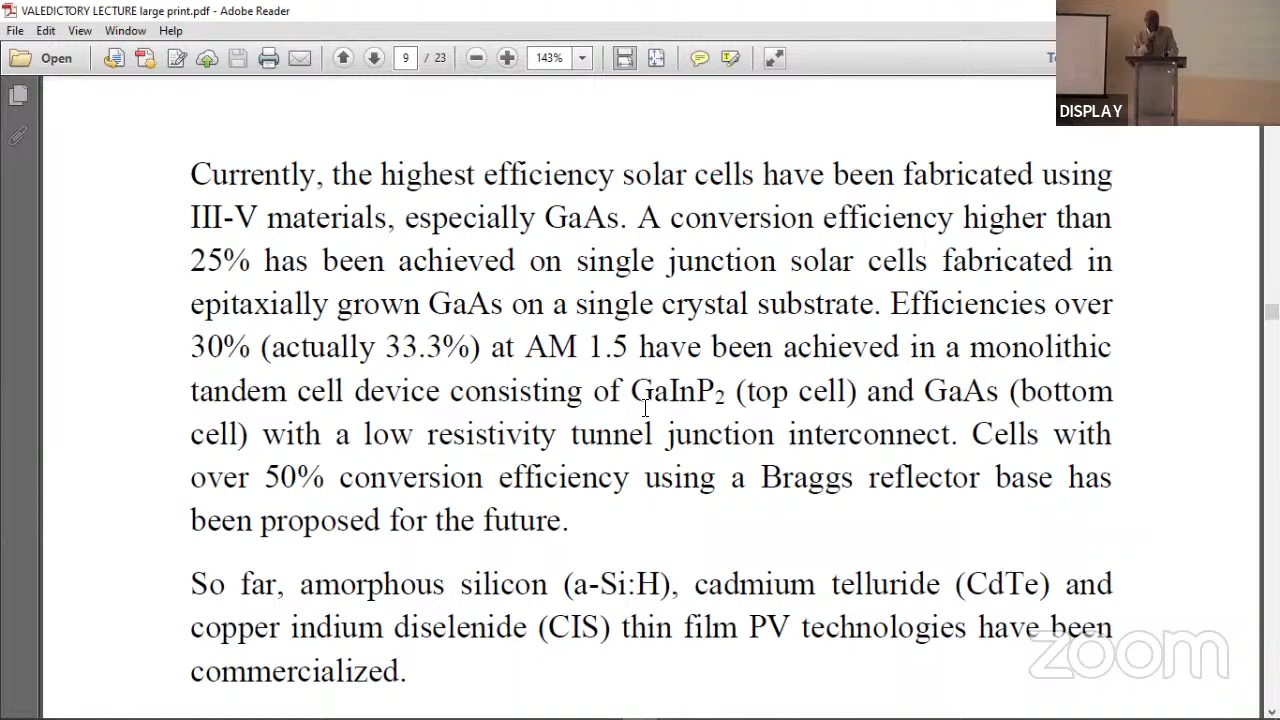 VALEDICTORY LECTURE large print.pdf - Adobe Reader
File Edit View Window Help
Open 9 / 23 143%
DISPLAY
Currently, the highest efficiency solar cells have been fabricated using
III-V materials, especially GaAs. A conversion efficiency higher than
25% has been achieved on single junction solar cells fabricated in
epitaxially grown GaAs on a single crystal substrate. Efficiencies over
30% (actually 33.3%) at AM 1.5 have been achieved in a monolithic
tandem cell device consisting of GaInP₂ (top cell) and GaAs (bottom
cell) with a low resistivity tunnel junction interconnect. Cells with
over 50% conversion efficiency using a Braggs reflector base has
been proposed for the future.
So far, amorphous silicon (a-Si:H), cadmium telluride (CdTe) and
copper indium diselenide (CIS) thin film PV technologies have been
commercialized.
zoom